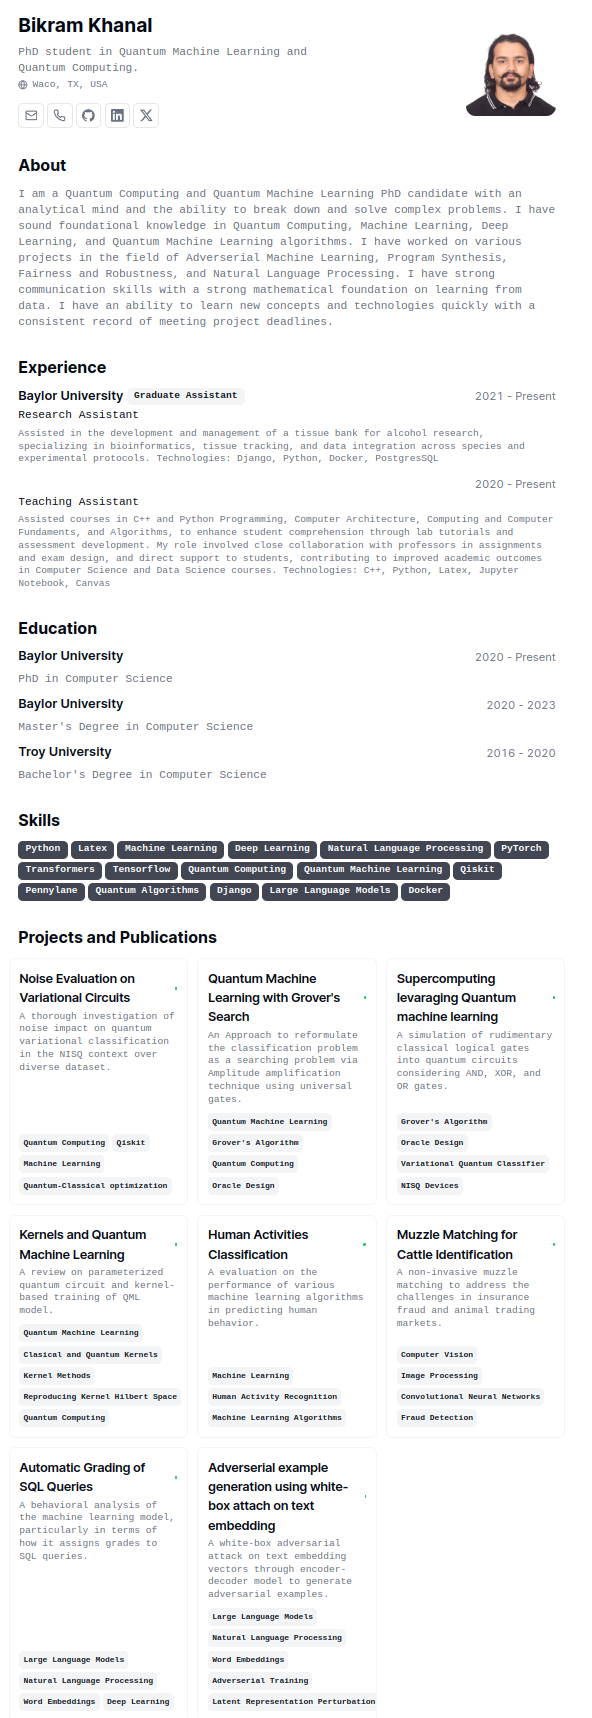 Bikram Khanal
PhD student in Quantum Machine Learning and
Quantum Computing.
Waco, TX, USA
About
I am a Quantum Computing and Quantum Machine Learning PhD candidate with an
analytical mind and the ability to break down and solve complex problems. I have
sound foundational knowledge in Quantum Computing, Machine Learning, Deep
Learning, and Quantum Machine Learning algorithms. I have worked on various
projects in the field of Adverserial Machine Learning, Program Synthesis,
Fairness and Robustness, and Natural Language Processing. I have strong
communication skills with a strong mathematical foundation on learning from
data. I have an ability to learn new concepts and technologies quickly with a
consistent record of meeting project deadlines.
Experience
Baylor University Graduate Assistant 2021 - Present
Research Assistant
Assisted in the development and management of a tissue bank for alcohol research,
specializing in bioinformatics, tissue tracking, and data integration across species and
experimental protocols. Technologies: Django, Python, Docker, PostgresSQL
2020 - Present
Teaching Assistant
Assisted courses in C++ and Python Programming, Computer Architecture, Computing and Computer
Fundaments, and Algorithms, to enhance student comprehension through lab tutorials and
assessment development. My role involved close collaboration with professors in assignments
and exam design, and direct support to students, contributing to improved academic outcomes
in Computer Science and Data Science courses. Technologies: C++, Python, Latex, Jupyter
Notebook, Canvas
Education
Baylor University 2020 - Present
PhD in Computer Science
Baylor University 2020 - 2023
Master's Degree in Computer Science
Troy University 2016 - 2020
Bachelor's Degree in Computer Science
Skills
Python Latex Machine Learning Deep Learning Natural Language Processing PyTorch
Transformers Tensorflow Quantum Computing Quantum Machine Learning Qiskit
Pennylane Quantum Algorithms Django Large Language Models Docker
Projects and Publications
Noise Evaluation on
Variational Circuits
A thorough investigation of
noise impact on quantum
variational classification
in the NISQ context over
diverse dataset.
Quantum Computing Qiskit
Machine Learning
Quantum-Classical optimization
Quantum Machine
Learning with Grover's
Search
An Approach to reformulate
the classification problem
as a searching problem via
Amplitude amplification
technique using universal
gates.
Quantum Machine Learning
Grover's Algorithm
Quantum Computing
Oracle Design
Supercomputing
levaraging Quantum
machine learning
A simulation of rudimentary
classical logical gates
into quantum circuits
considering AND, XOR, and
OR gates.
Grover's Algorithm
Oracle Design
Variational Quantum Classifier
NISQ Devices
Kernels and Quantum
Machine Learning
A review on parameterized
quantum circuit and kernel-
based training of QML
model.
Quantum Machine Learning
Clasical and Quantum Kernels
Kernel Methods
Reproducing Kernel Hilbert Space
Quantum Computing
Human Activities
Classification
A evaluation on the
performance of various
machine learning algorithms
in predicting human
behavior.
Machine Learning
Human Activity Recognition
Machine Learning Algorithms
Muzzle Matching for
Cattle Identification
A non-invasive muzzle
matching to address the
challenges in insurance
fraud and animal trading
markets.
Computer Vision
Image Processing
Convolutional Neural Networks
Fraud Detection
Automatic Grading of
SQL Queries
A behavioral analysis of
the machine learning model,
particularly in terms of
how it assigns grades to
SQL queries.
Large Language Models
Natural Language Processing
Word Embeddings Deep Learning
Adverserial example
generation using white-
box attach on text
embedding
A white-box adversarial
attack on text embedding
vectors through encoder-
decoder model to generate
adversarial examples.
Large Language Models
Natural Language Processing
Word Embeddings
Adverserial Training
Latent Representation Perturbation